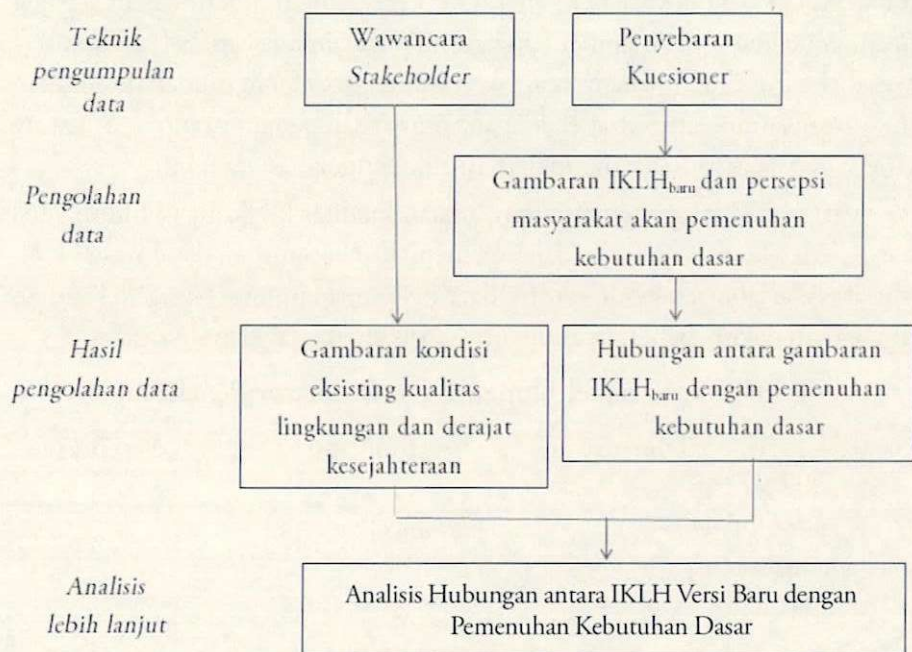 Teknik
pengumpulan
data
Wawancara
Stakeholder
Penyebaran
Kuesioner
Pengolahan
data
Gambaran IKLHbaru dan persepsi
masyarakat akan pemenuhan
kebutuhan dasar
Hasil
pengolahan data
Gambaran kondisi
eksisting kualitas
lingkungan dan derajat
kesejahteraan
Hubungan antara gambaran
IKLHbaru dengan pemenuhan
kebutuhan dasar
Analisis
lebih lanjut
Analisis Hubungan antara IKLH Versi Baru dengan
Pemenuhan Kebutuhan Dasar